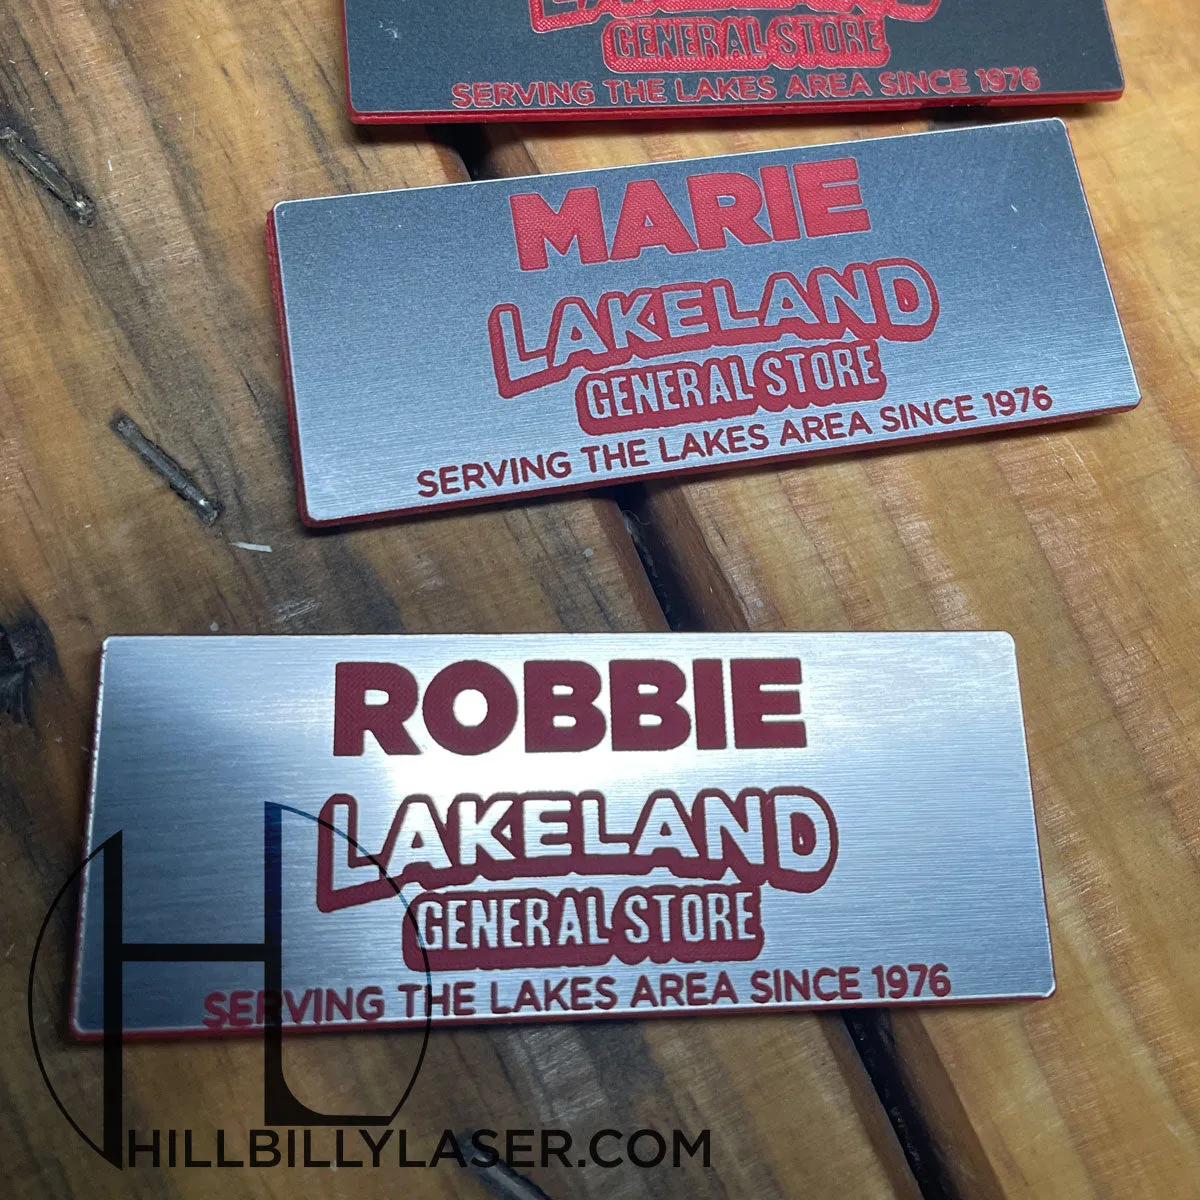 GENERAL STORE
SERVING THE LAKES AREA SINCE 1976
MARIE
LAKELAND
GENERAL STORE
SERVING THE LAKES AREA SINCE 1976
ROBBIE
LAKELAND
GENERAL STORE
SERVING THE LAKES AREA SINCE 1976
HL
HILLBILLYLASER.COM